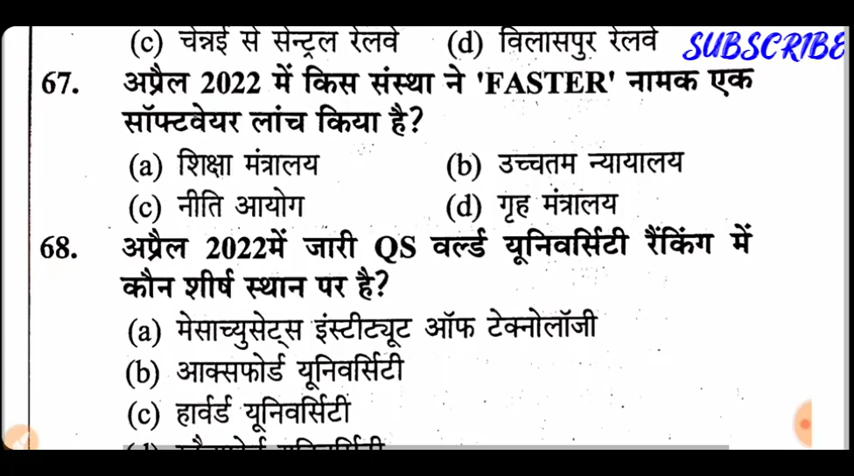 (c) चेन्नई से सेन्ट्रल रेलवे (d) विलासपुर रेलवे SUBSCRIBE
67. अप्रैल 2022 में किस संस्था ने 'FASTER' नामक एक
सॉफ्टवेयर लांच किया है?
(a) शिक्षा मंत्रालय (b) उच्चतम न्यायालय
(c) नीति आयोग (d) गृह मंत्रालय
68. अप्रैल 2022में जारी QS वर्ल्ड यूनिवर्सिटी रैंकिंग में
कौन शीर्ष स्थान पर है?
(a) मेसाच्युसेट्स इंस्टीट्यूट ऑफ टेक्नोलॉजी
(b) आक्सफोर्ड यूनिवर्सिटी
(c) हार्वर्ड यूनिवर्सिटी